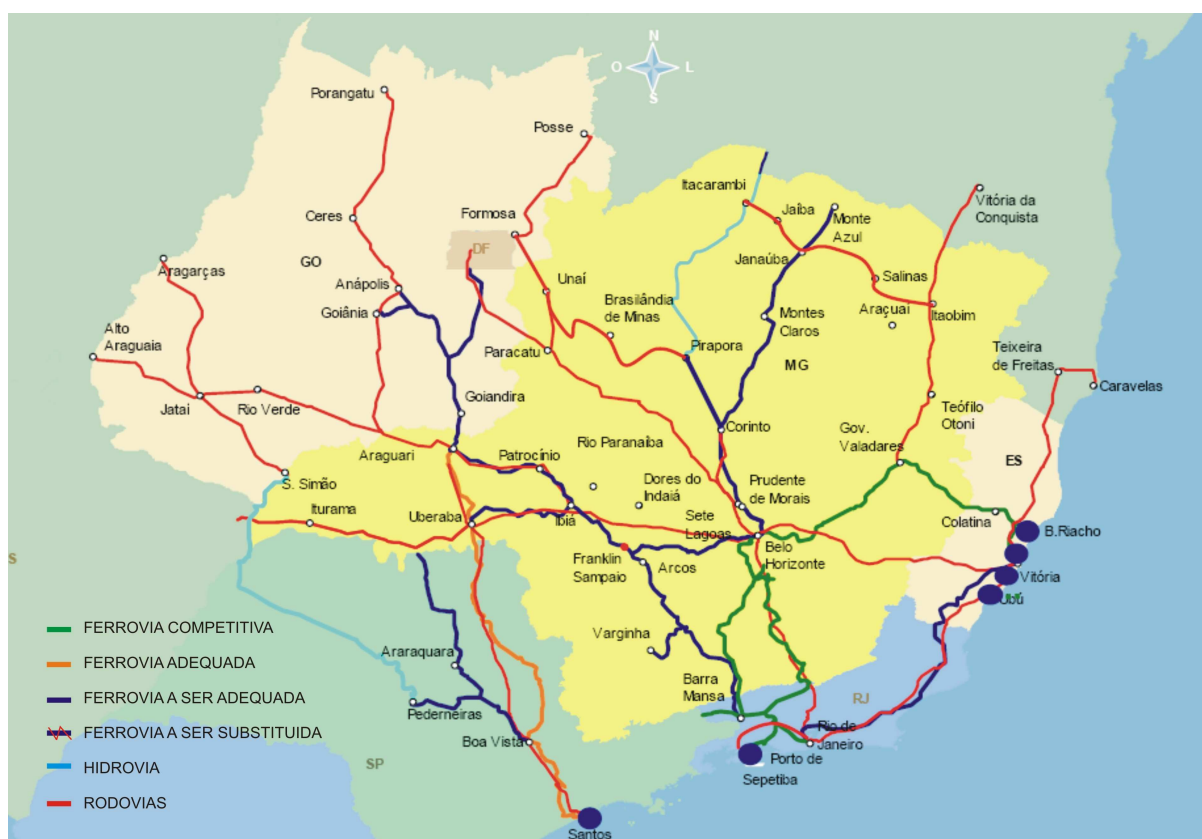 N
O
L
S
Porangatu
Posse
Itacarambi
Jaíba
Monte
Azul
Vitória da
Conquista
Ceres
Formosa
DF
GO
Aragarças
Anápolis
Goiânia
Unaí
Janaúba
Salinas
Araçuaí
Itaobim
Brasilândia
de Minas
Montes
Claros
Alto
Araguaia
Paracatu
Pirapora
MG
Teixeira
de Freitas
Caravelas
Jataí
Rio Verde
Goiandira
Corinto
Gov.
Valadares
Teófilo
Otoni
Rio Paranaíba
Araguari
Patrocínio
ES
S. Simão
Dores do
Indaiá
Prudente
de Morais
Iturama
Uberaba
Ibiá
Sete
Lagoas
Colatina
B.Riacho
Belo
Horizonte
Franklin
Sampaio
Arcos
Vitória
Ubú
S
FERROVIA COMPETITIVA
FERROVIA ADEQUADA
FERROVIA A SER ADEQUADA
FERROVIA A SER SUBSTITUIDA
HIDROVIA
RODOVIAS
Varginha
Araraquara
Barra
Mansa
RJ
Pederneiras
Boa Vista
Rio de
Janeiro
Porto de
Sepetiba
SP
Santos